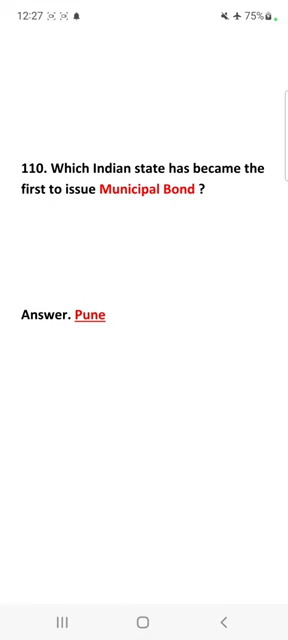 12:27 75%
110. Which Indian state has became the
first to issue Municipal Bond ?
Answer. Pune